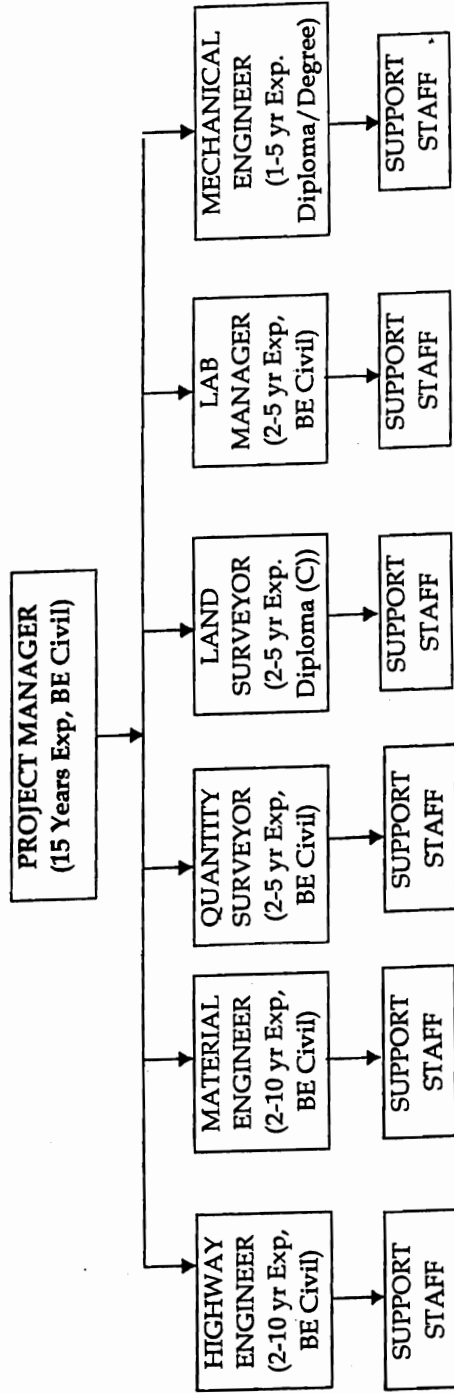 PROJECT MANAGER
(15 Years Exp, BE Civil)
HIGHWAY
ENGINEER
(2-10 yr Exp,
BE Civil)
MATERIAL
ENGINEER
(2-10 yr Exp,
BE Civil)
QUANTITY
SURVEYOR
(2-5 yr Exp,
BE Civil)
LAND
SURVEYOR
(2-5 yr Exp.
Diploma (C))
LAB
MANAGER
(2-5 yr Exp,
BE Civil)
MECHANICAL
ENGINEER
(1-5 yr Exp.
Diploma/Degree)
SUPPORT
STAFF
SUPPORT
STAFF
SUPPORT
STAFF
SUPPORT
STAFF
SUPPORT
STAFF
SUPPORT
STAFF